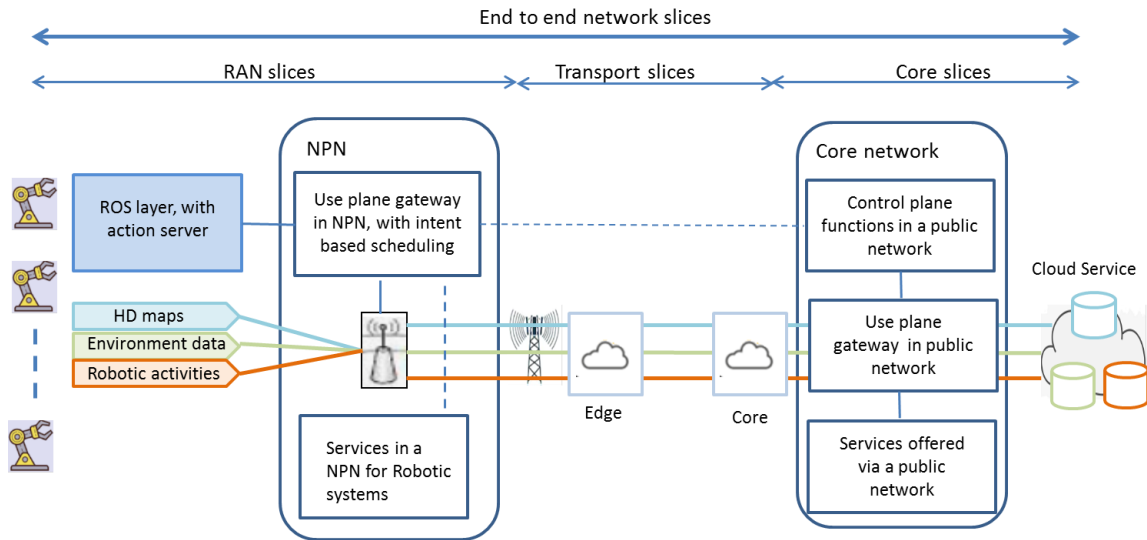 End to end network slices
RAN slices
Transport slices
Core slices
NPN
Core network
ROS layer, with
action server
Use plane gateway
in NPN, with intent
based scheduling
Control plane
functions in a public
network
Cloud Service
HD maps
Environment data
Robotic activities
Use plane
gateway in public
network
Edge
Core
Services in a
NPN for Robotic
systems
Services offered
via a public
network